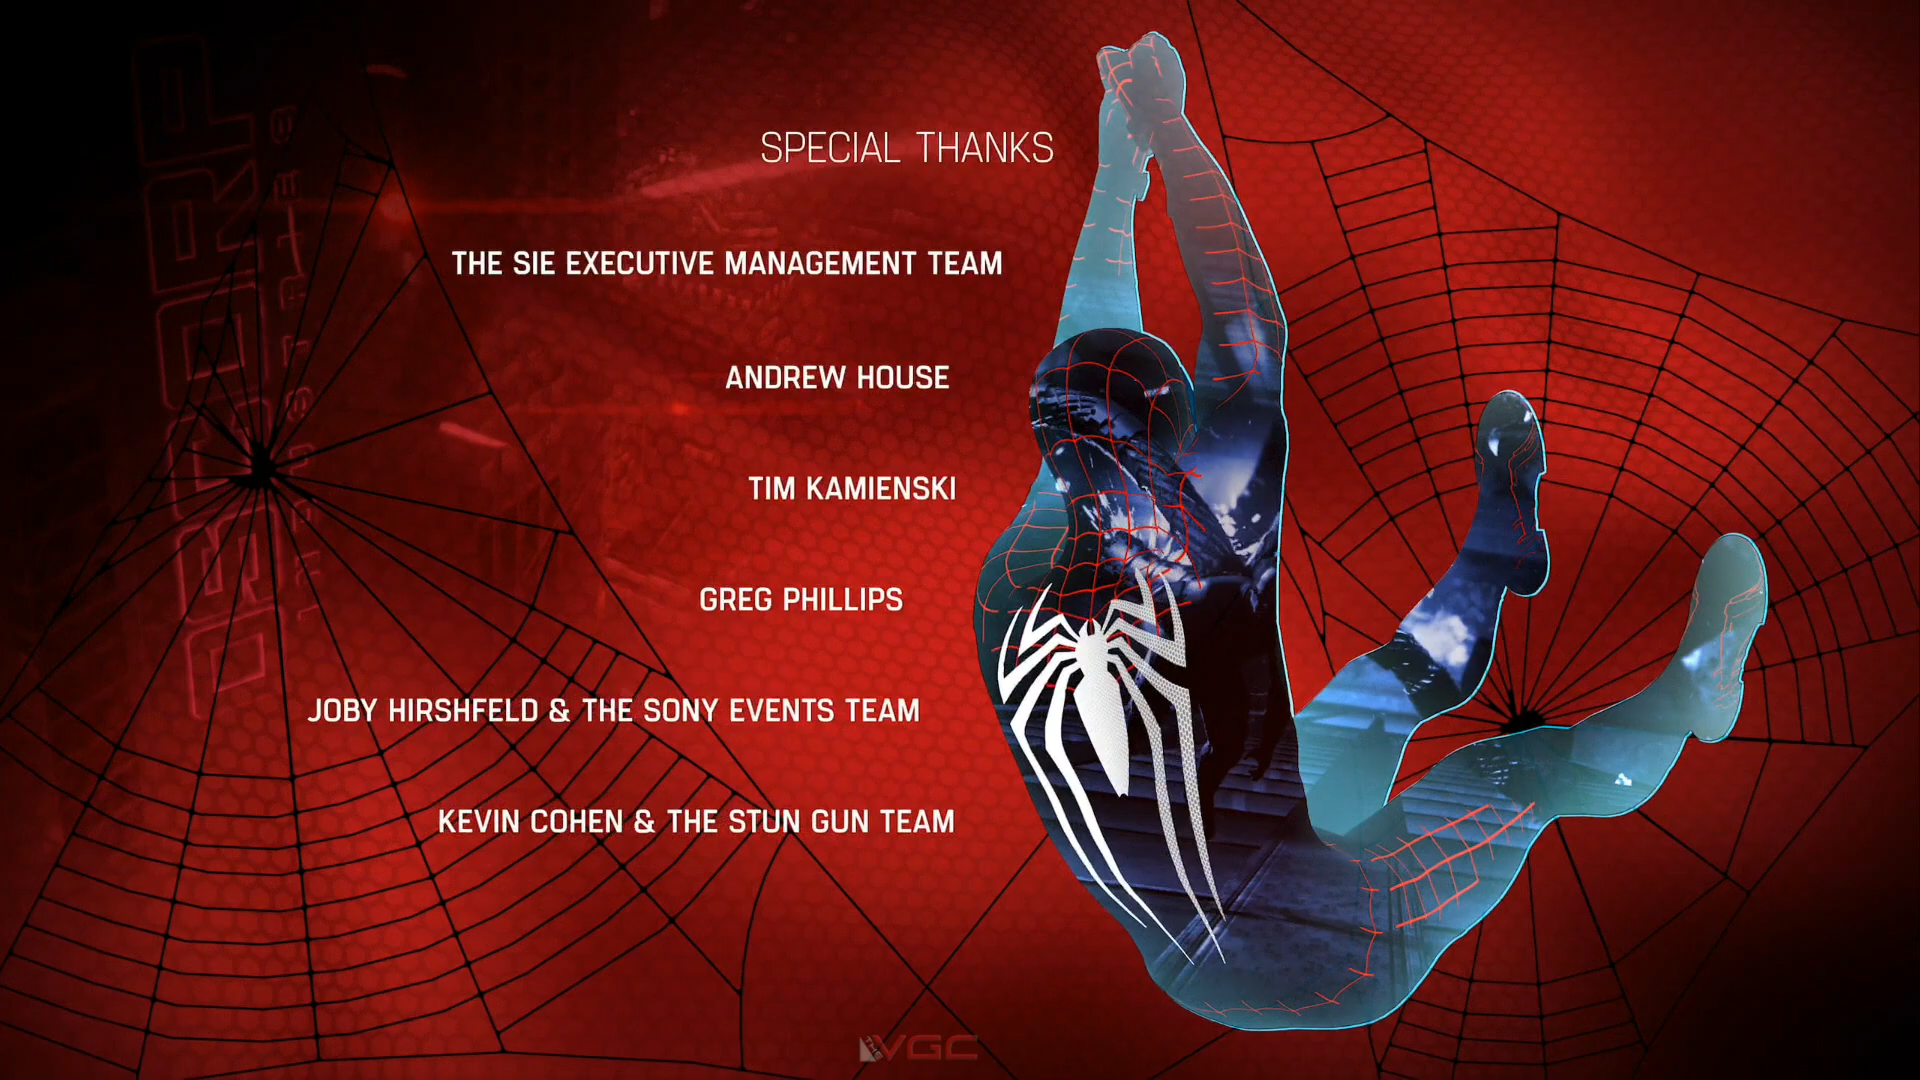 SPECIAL THANKS
THE SIE EXECUTIVE MANAGEMENT TEAM
ANDREW HOUSE
TIM KAMIENSKI
GREG PHILLIPS
JOBY HIRSHFELD & THE SONY EVENTS TEAM
KEVIN COHEN & THE STUN GUN TEAM
THE VGC